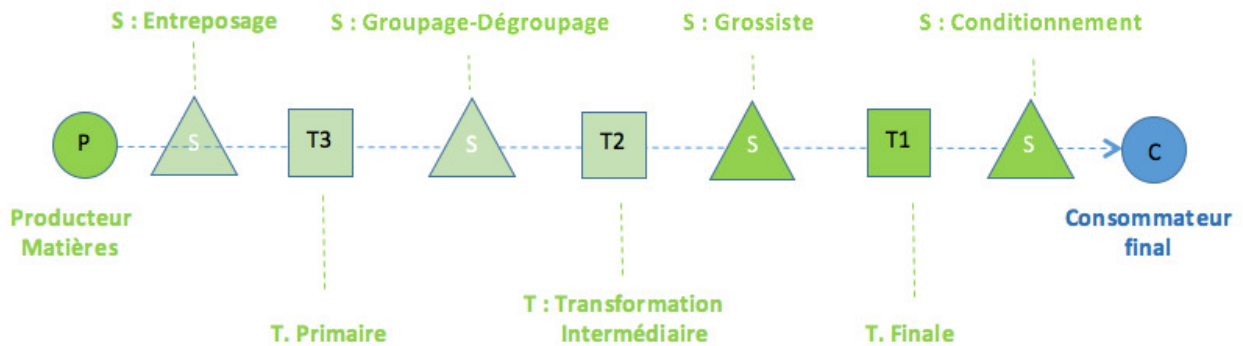 S : Entreposage
S : Groupage-Dégroupage
S : Grossiste
S : Conditionnement
P
S
T3
S
T2
S
T1
S
C
Producteur
Matières
Consommateur
final
T. Primaire
T : Transformation
Intermédiaire
T. Finale